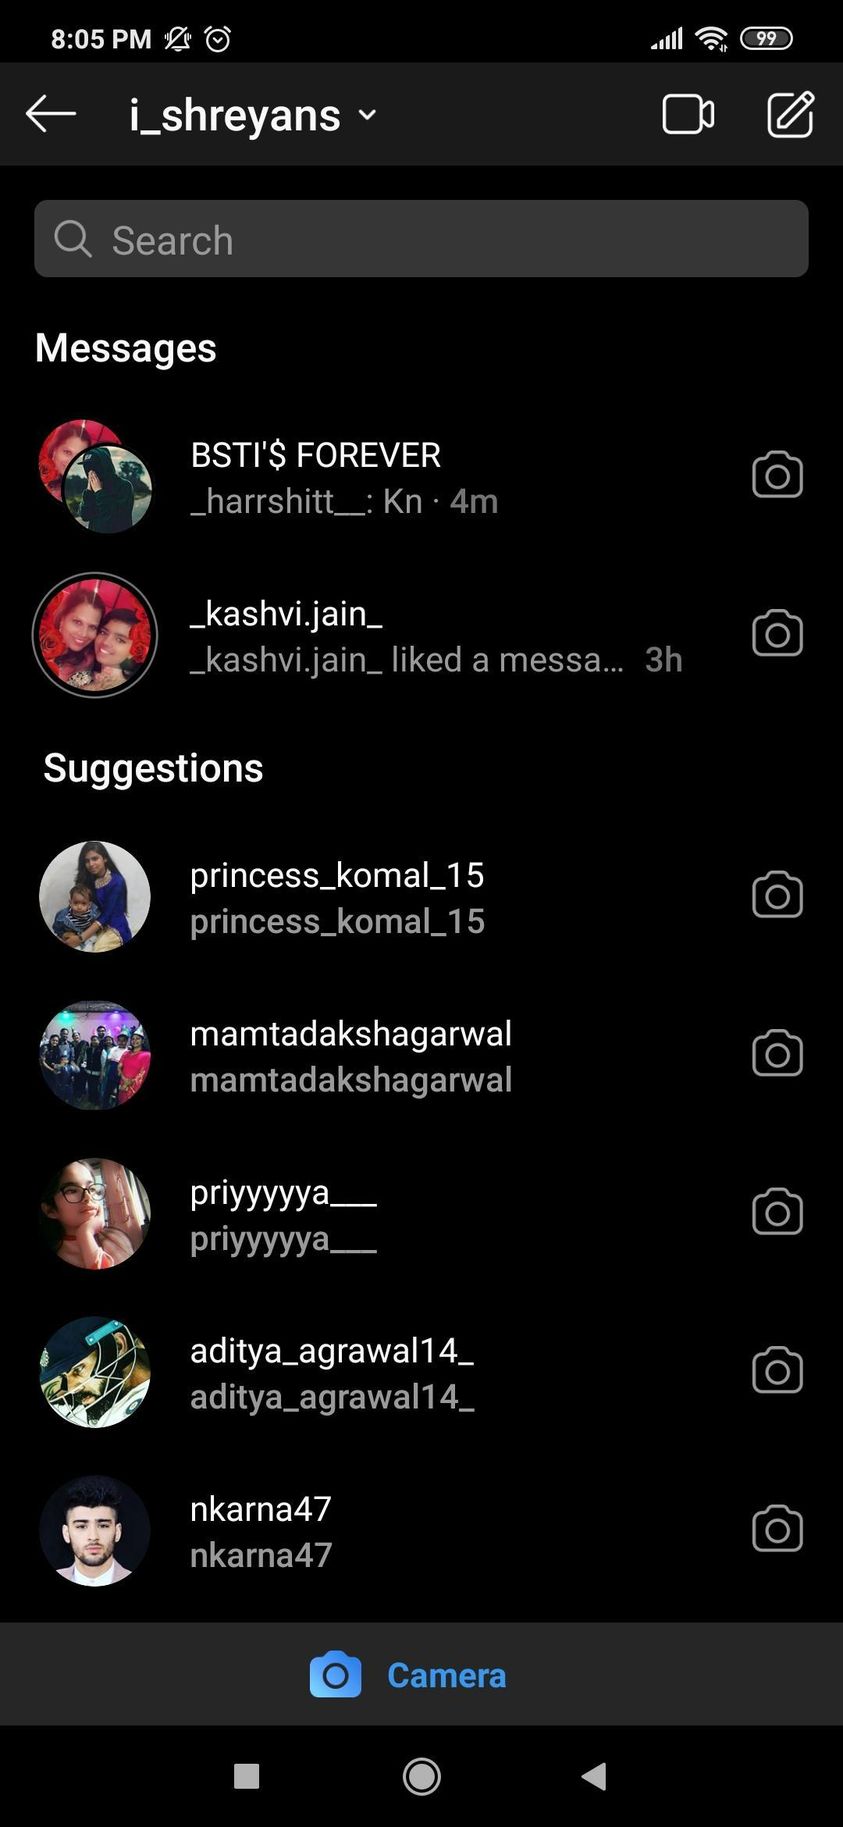 8:05 PM 99
i_shreyans
Search
Messages
BSTI'$ FOREVER
_harrshitt__: Kn · 4m
_kashvi.jain_
_kashvi.jain_ liked a messa... 3h
Suggestions
princess_komal_15
princess_komal_15
mamtadakshagarwal
mamtadakshagarwal
priyyyyya___
priyyyyya___
aditya_agrawal14_
aditya_agrawal14_
nkarna47
nkarna47
Camera